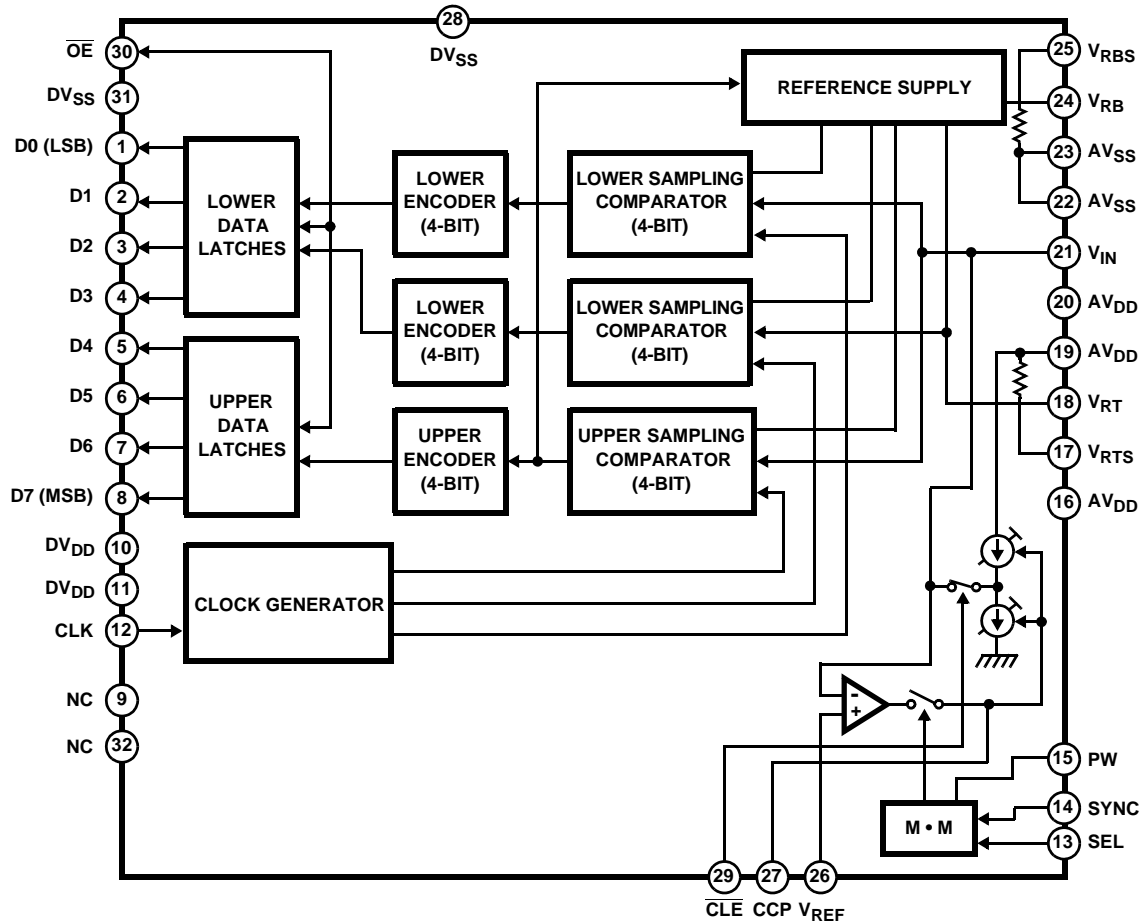 28
DVSS
OE
30
DVSS
31
D0 (LSB)
1
D1
2
D2
3
D3
4
D4
5
D5
6
D6
7
D7 (MSB)
8
DVDD
10
DVDD
11
CLK
12
NC
9
NC
32
LOWER
DATA
LATCHES
UPPER
DATA
LATCHES
LOWER
ENCODER
(4-BIT)
LOWER
ENCODER
(4-BIT)
UPPER
ENCODER
(4-BIT)
LOWER SAMPLING
COMPARATOR
(4-BIT)
LOWER SAMPLING
COMPARATOR
(4-BIT)
UPPER SAMPLING
COMPARATOR
(4-BIT)
REFERENCE SUPPLY
CLOCK GENERATOR
25
VRBS
24
VRB
23
AVSS
22
AVSS
21
VIN
20
AVDD
19
AVDD
18
VRT
17
VRTS
16
AVDD
-
+
15
PW
14
SYNC
13
SEL
M • M
29
CLE
27
CCP
26
VREF